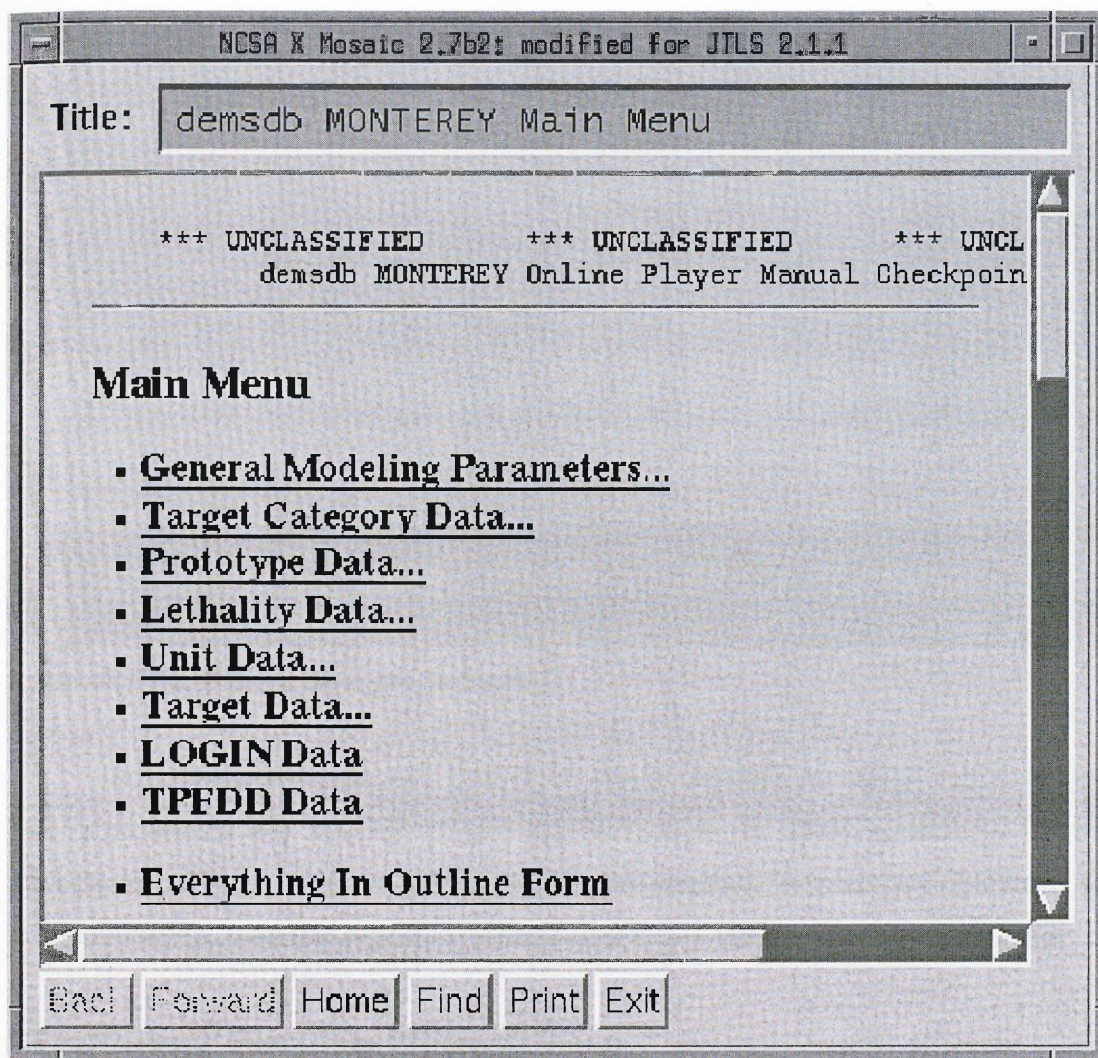 NCSA X Mosaic 2.7b2: modified for JTLS 2.1.1
Title: demsdb MONTEREY Main Menu
*** UNCLASSIFIED *** UNCLASSIFIED *** UNCL
demsdb MONTEREY Online Player Manual Checkpoin
Main Menu
General Modeling Parameters...
Target Category Data...
Prototype Data...
Lethality Data...
Unit Data...
Target Data...
LOGIN Data
TPFDD Data
Everything In Outline Form
Back Forward Home Find Print Exit